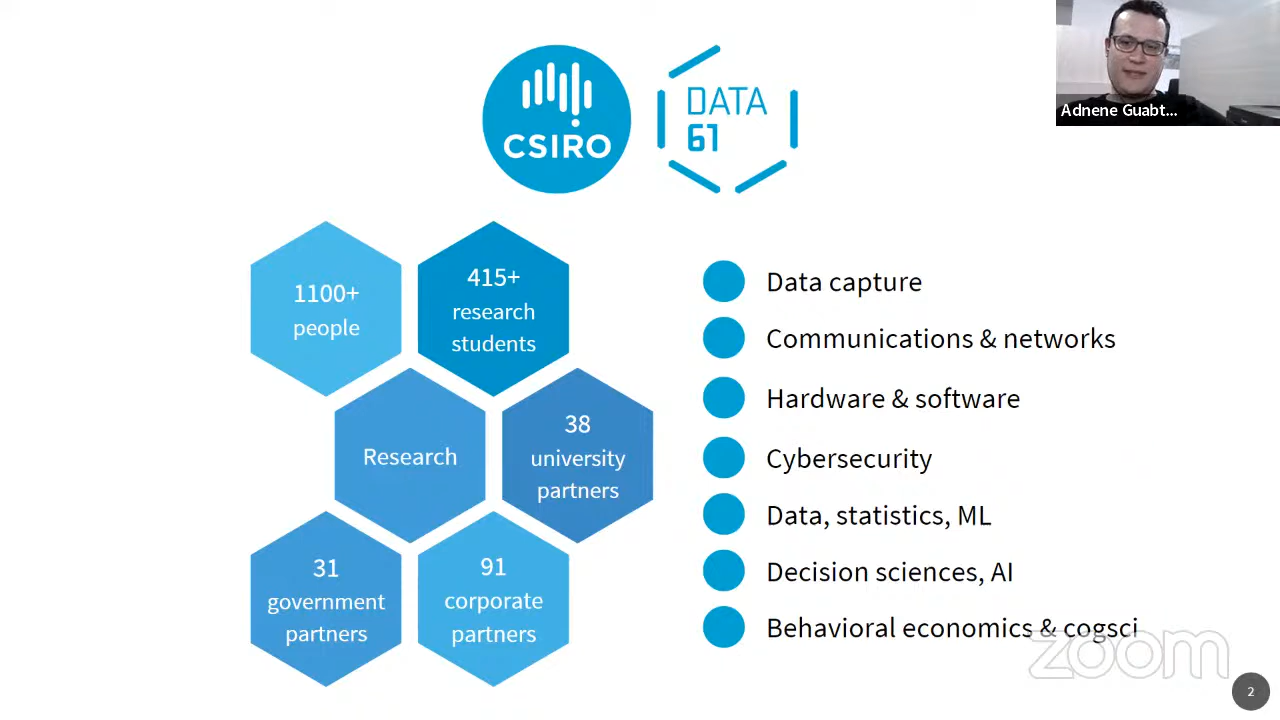 CSIRO
DATA
61
Adnene Guabt...
1100+
people
415+
research
students
Research
38
university
partners
31
government
partners
91
corporate
partners
Data capture
Communications & networks
Hardware & software
Cybersecurity
Data, statistics, ML
Decision sciences, AI
Behavioral economics & cogsci
zoom
2